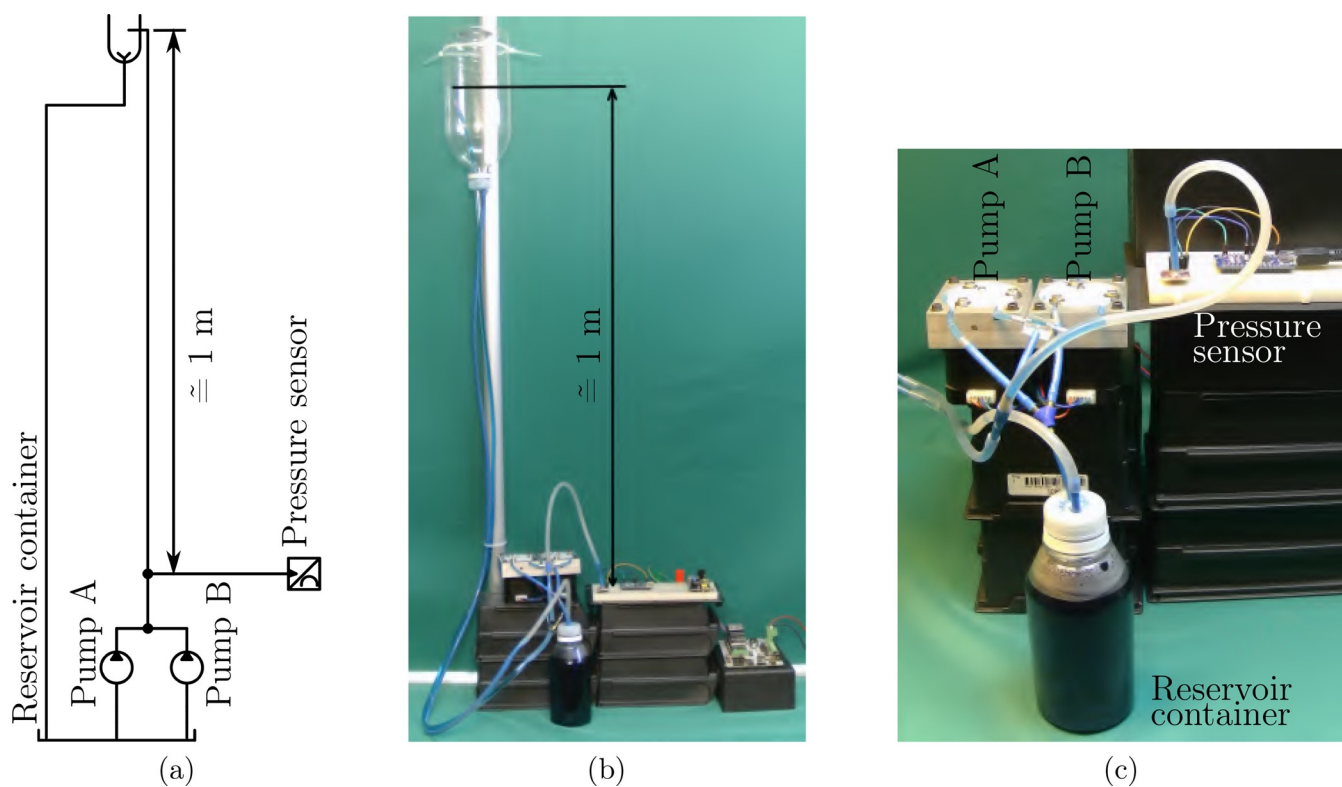 Reservoir container
Pump A
Pump B
≅ 1 m
Pressure sensor
(a)
≅ 1 m
(b)
Pump A
Pump B
Pressure
sensor
Reservoir
container
(c)